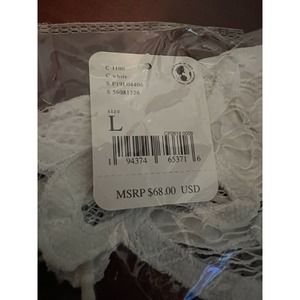 C 1100
C white
S
SIZE
L
1 94374 65371 6
MSRP $68.00 USD